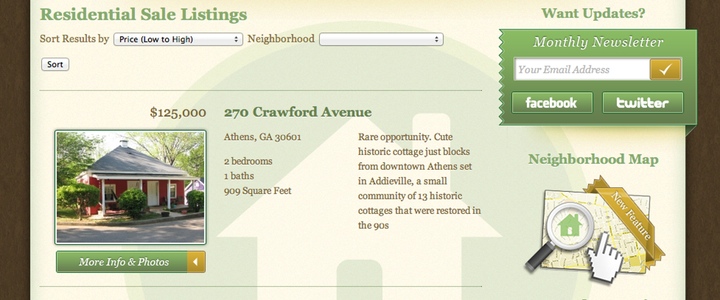 Residential Sale Listings
Sort Results by Price (Low to High) Neighborhood
Sort
$125,000
270 Crawford Avenue
Athens, GA 30601
2 bedrooms
1 baths
909 Square Feet
Rare opportunity. Cute
historic cottage just blocks
from downtown Athens set
in Addieville, a small
community of 13 historic
cottages that were restored in
the 90s
More Info & Photos
Want Updates?
Monthly Newsletter
Your Email Address
facebook
twitter
Neighborhood Map
New Feature